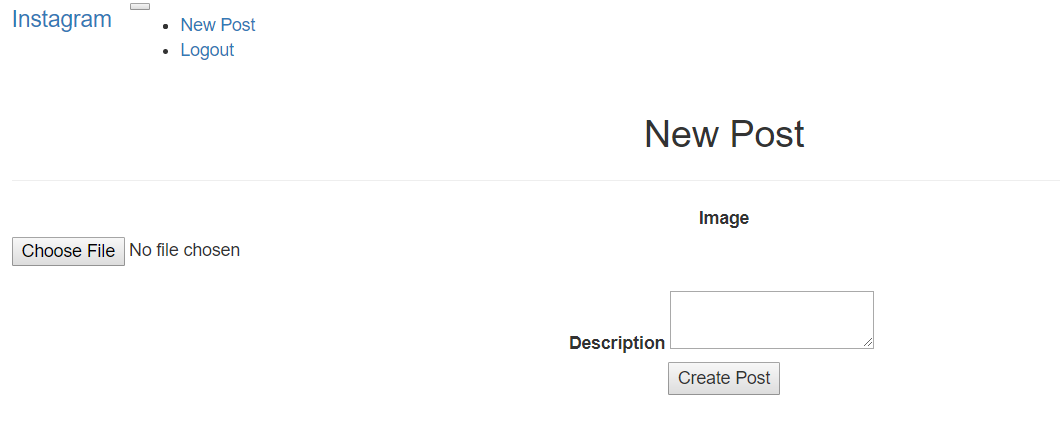 Instagram
New Post
Logout
New Post
Image
Choose File No file chosen
Description
Create Post